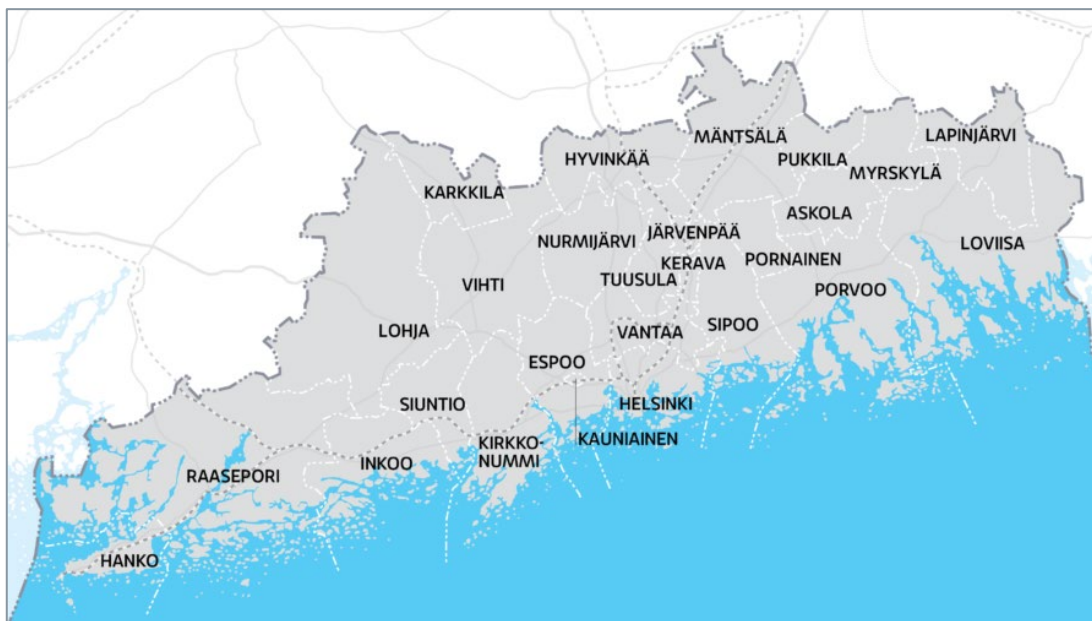 MÄNTSÄLÄ
LAPINJÄRVI
HYVINKÄÄ
PUKKILA
MYRSKYLÄ
KARKKILA
ASKOLA
JÄRVENPÄÄ
NURMIJÄRVI
LOVIISA
KERAVA
PORNAINEN
TUUSULA
VIHTI
PORVOO
SIPOO
LOHJA
VANTAA
ESPOO
SIUNTIO
HELSINKI
KAUNIAINEN
KIRKKO-
NUMMI
INKOO
RAASEPORI
HANKO